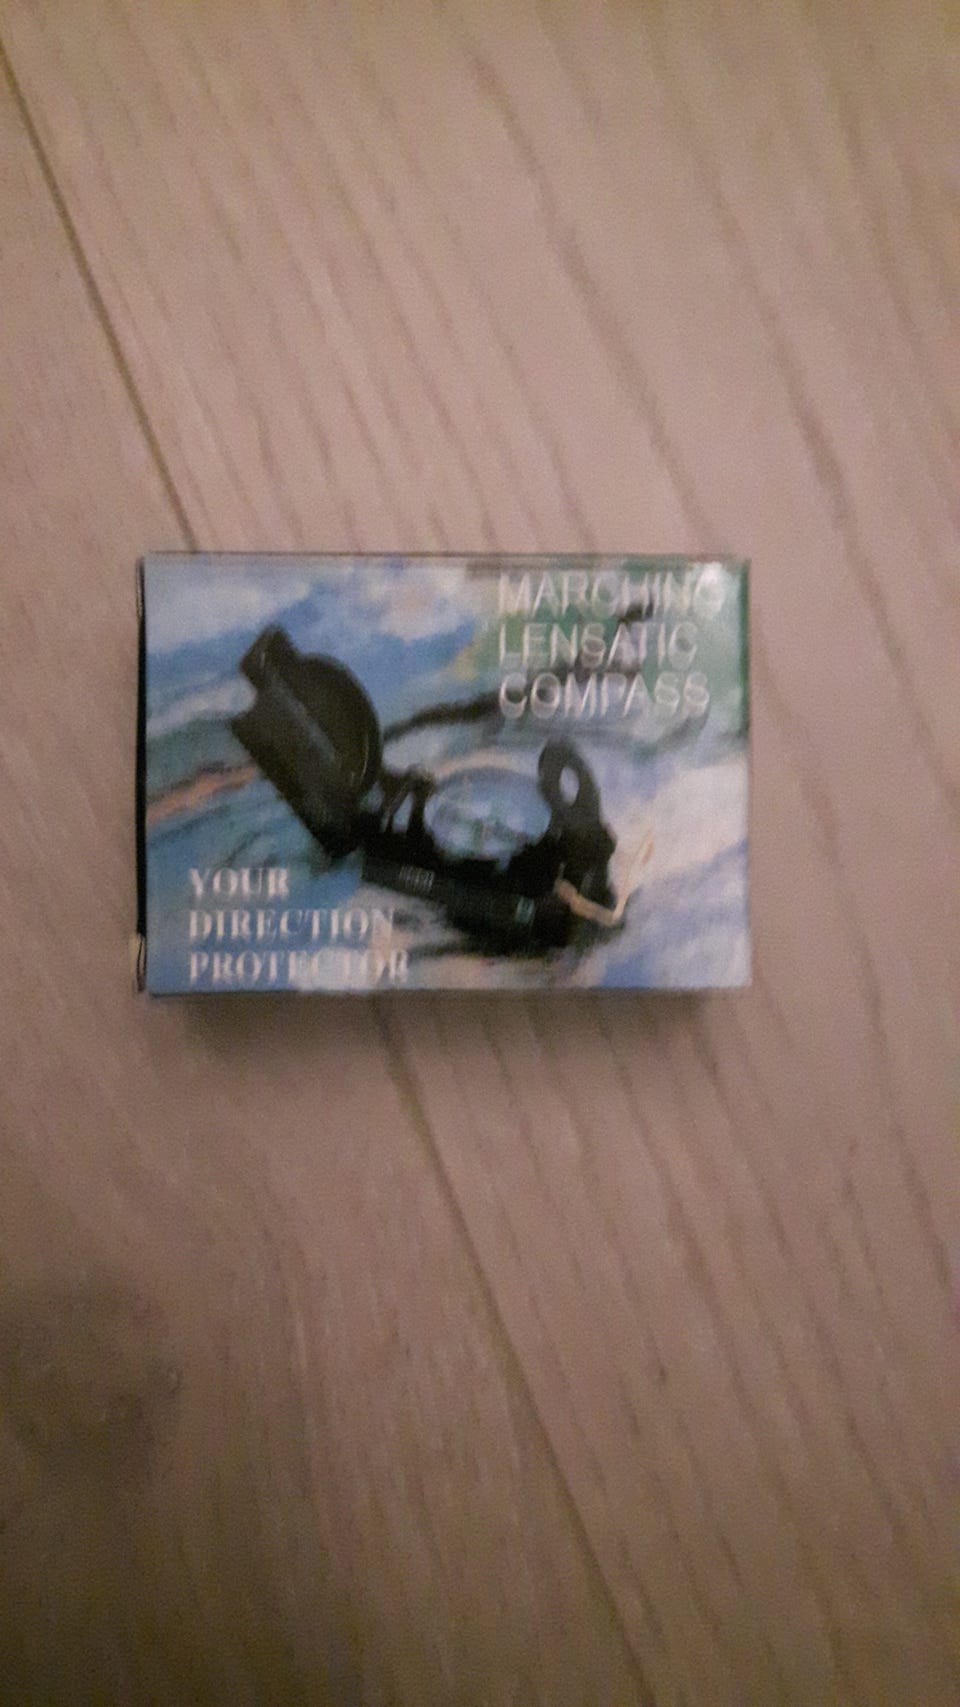 MARCHING
LENSATIC
COMPASS
YOUR
DIRECTION
PROTECTOR